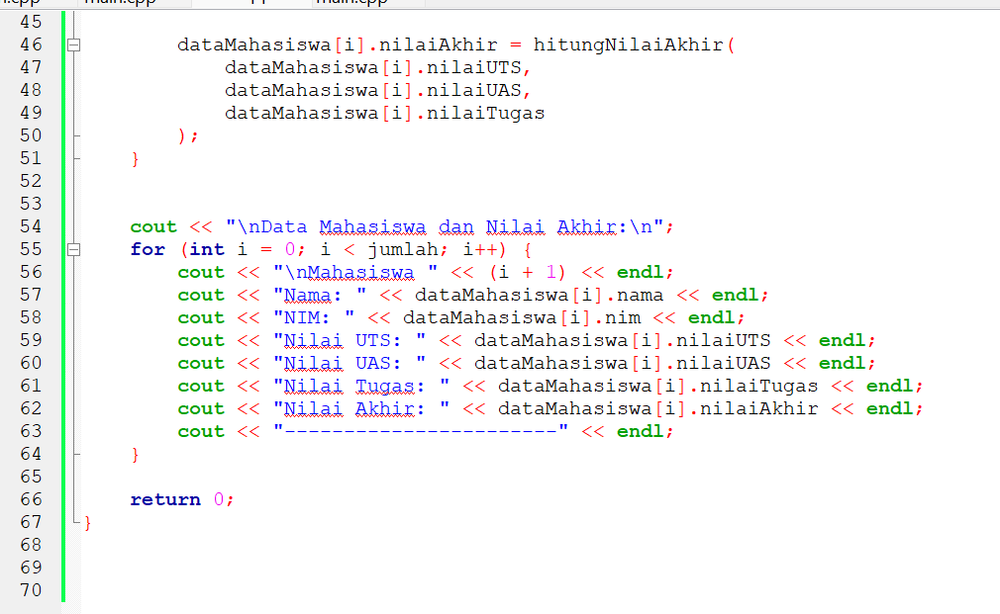 45
46 dataMahasiswa[i].nilaiAkhir = hitungNilaiAkhir(
47 dataMahasiswa[i].nilaiUTS,
48 dataMahasiswa[i].nilaiUAS,
49 dataMahasiswa[i].nilaiTugas
50 );
51 }
52
53
54 cout << "\nData Mahasiswa dan Nilai Akhir:\n";
55 for (int i = 0; i < jumlah; i++) {
56 cout << "\nMahasiswa " << (i + 1) << endl;
57 cout << "Nama: " << dataMahasiswa[i].nama << endl;
58 cout << "NIM: " << dataMahasiswa[i].nim << endl;
59 cout << "Nilai UTS: " << dataMahasiswa[i].nilaiUTS << endl;
60 cout << "Nilai UAS: " << dataMahasiswa[i].nilaiUAS << endl;
61 cout << "Nilai Tugas: " << dataMahasiswa[i].nilaiTugas << endl;
62 cout << "Nilai Akhir: " << dataMahasiswa[i].nilaiAkhir << endl;
63 cout << "-----------------------" << endl;
64 }
65
66 return 0;
67 }
68
69
70